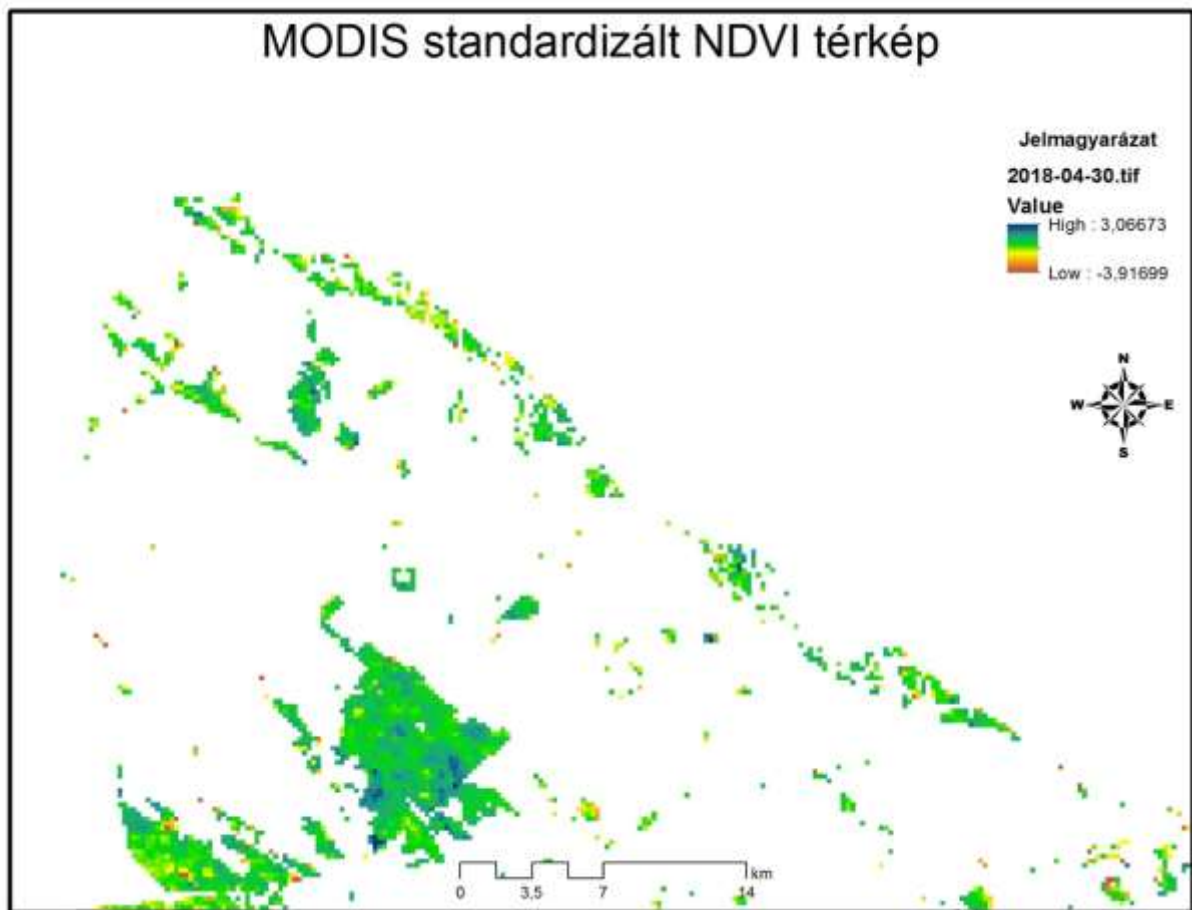 MODIS standardizált NDVI térkép
Jelmagyarázat
2018-04-30.tif
Value
High : 3,06673
Low : -3,91699
N
W E
S
km
0 3,5 7 14